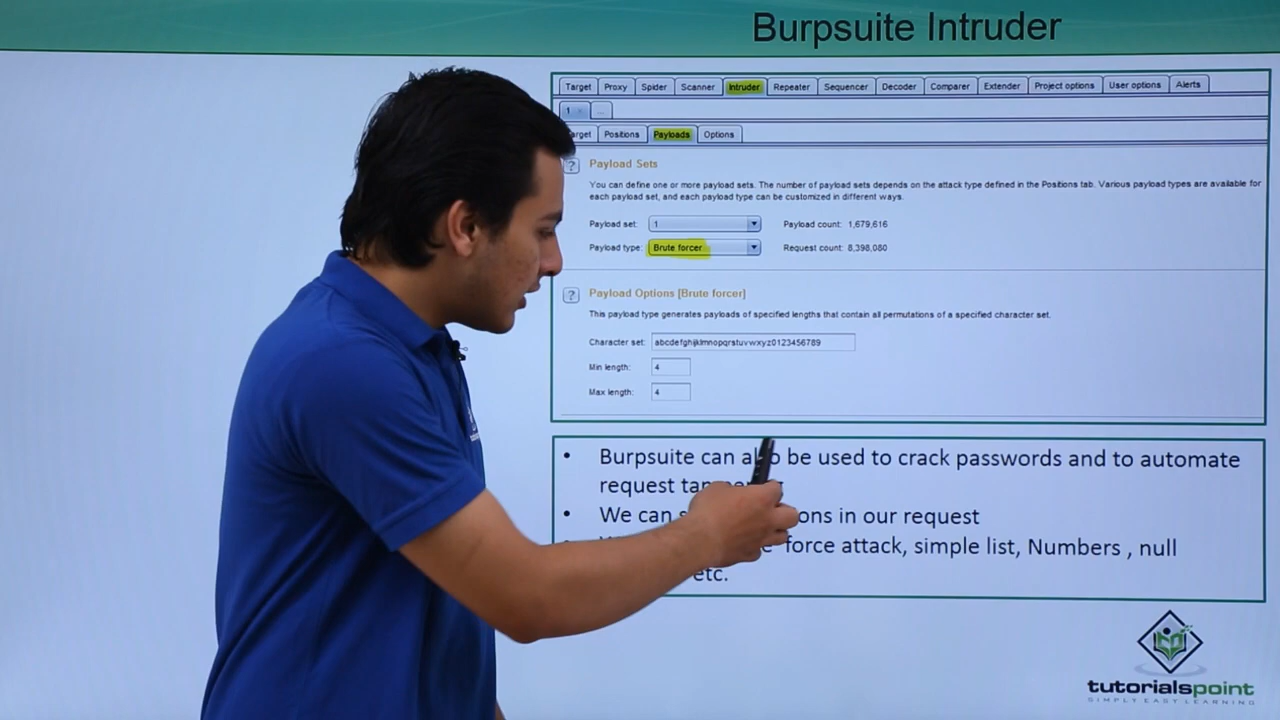 Burpsuite Intruder
Target Proxy Spider Scanner Intruder Repeater Sequencer Decoder Comparer Extender Project options User options Alerts
1 × ...
arget Positions Payloads Options
? Payload Sets
You can define one or more payload sets. The number of payload sets depends on the attack type defined in the Positions tab. Various payload types are available for
each payload set, and each payload type can be customized in different ways.
Payload set: 1 Payload count: 1,679,616
Payload type: Brute forcer Request count: 8,398,080
? Payload Options [Brute forcer]
This payload type generates payloads of specified lengths that contain all permutations of a specified character set.
Character set: abcdefghijklmnopqrstuvwxyz0123456789
Min length: 4
Max length: 4
• Burpsuite can also be used to crack passwords and to automate
request
• We can ons in our request
force attack, simple list, Numbers , null
etc.
tutorialspoint
SIMPLY EASY LEARNING